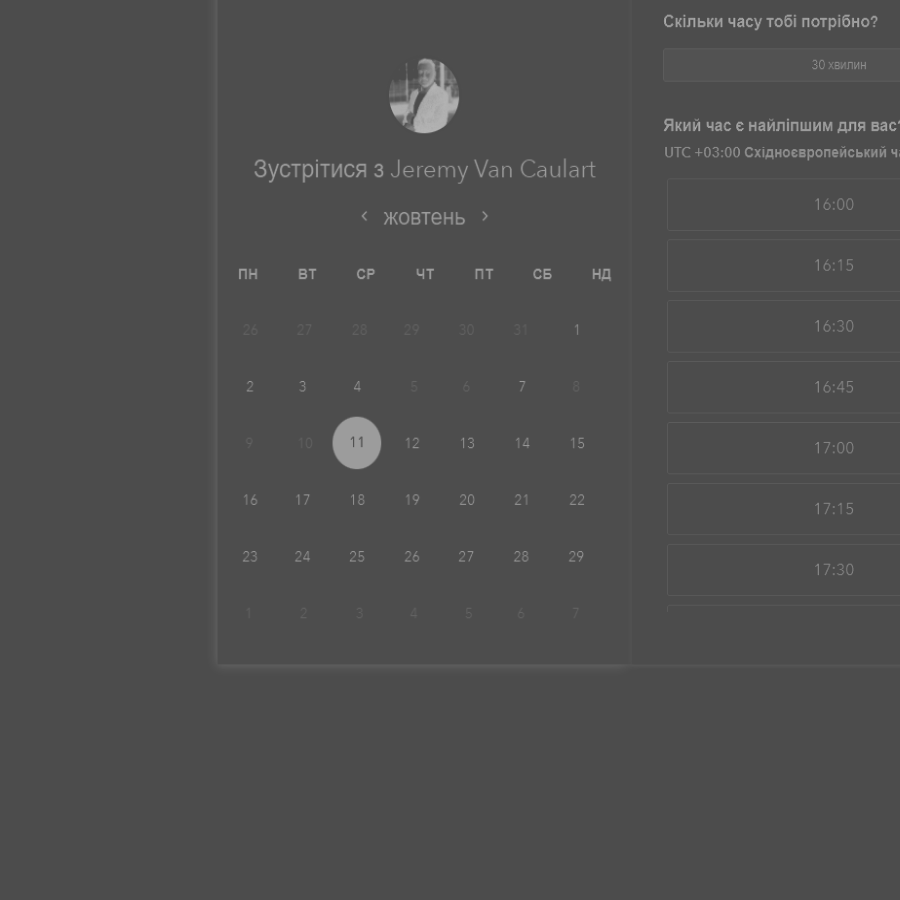 Зустрітися з Jeremy Van Caulart
‹ жовтень ›
ПН ВТ СР ЧТ ПТ СБ НД
26 27 28 29 30 31 1
2 3 4 5 6 7 8
9 10 11 12 13 14 15
16 17 18 19 20 21 22
23 24 25 26 27 28 29
1 2 3 4 5 6 7
Скільки часу тобі потрібно?
30 хвилин
Який час є найліпшим для вас?
UTC +03:00 Східноєвропейський
16:00
16:15
16:30
16:45
17:00
17:15
17:30